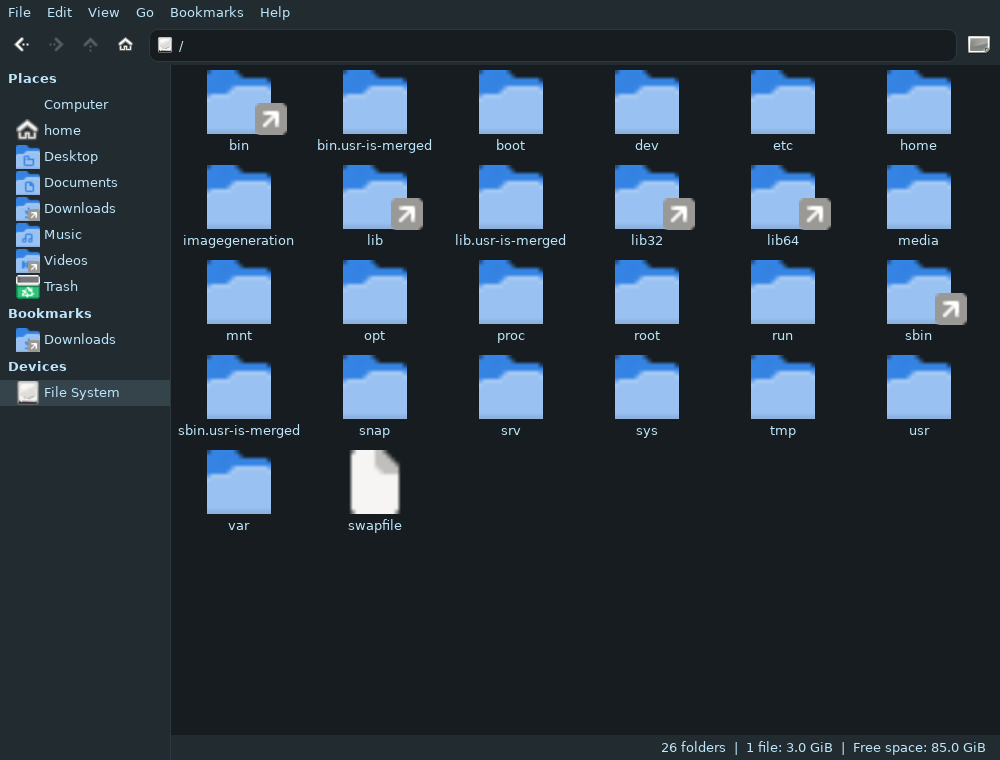 File Edit View Go Bookmarks Help
/
Places
Computer
home
Desktop
Documents
Downloads
Music
Videos
Trash
Bookmarks
Downloads
Devices
File System
bin bin.usr-is-merged boot dev etc home
imagegeneration lib lib.usr-is-merged lib32 lib64 media
mnt opt proc root run sbin
sbin.usr-is-merged snap srv sys tmp usr
var swapfile
26 folders | 1 file: 3.0 GiB | Free space: 85.0 GiB